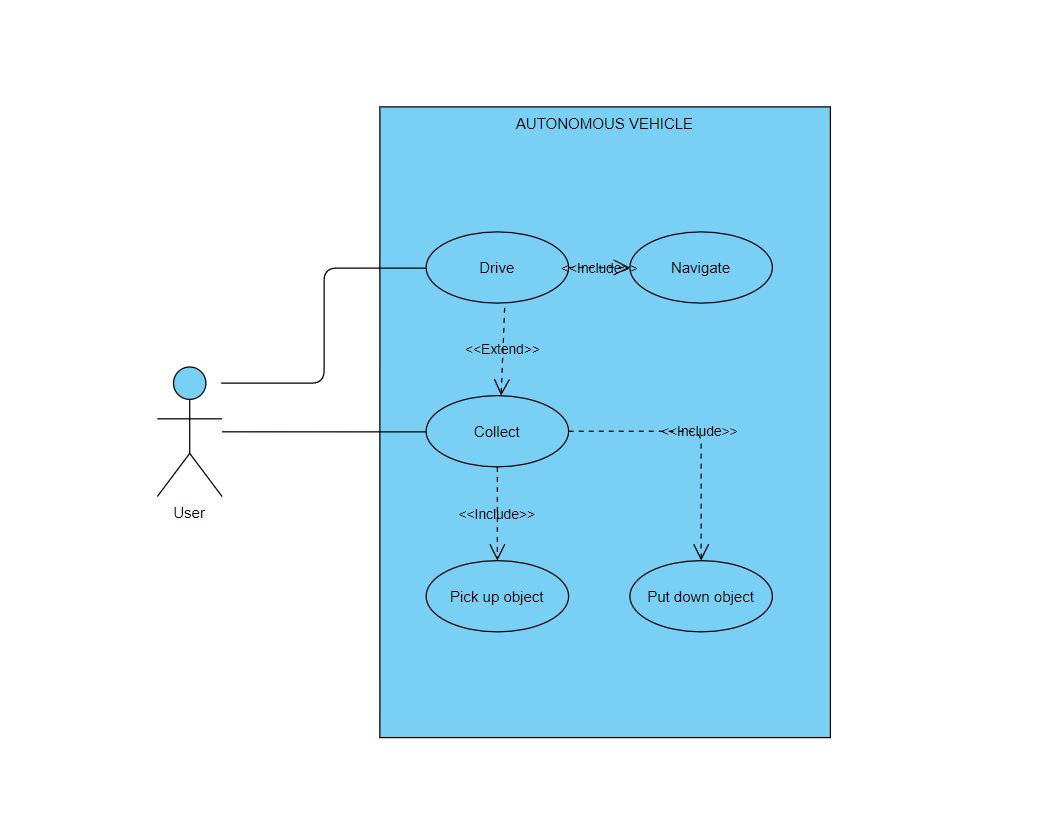 AUTONOMOUS VEHICLE
Drive
<<Include>>
Navigate
<<Extend>>
Collect
<<Include>>
<<Include>>
User
Pick up object
Put down object